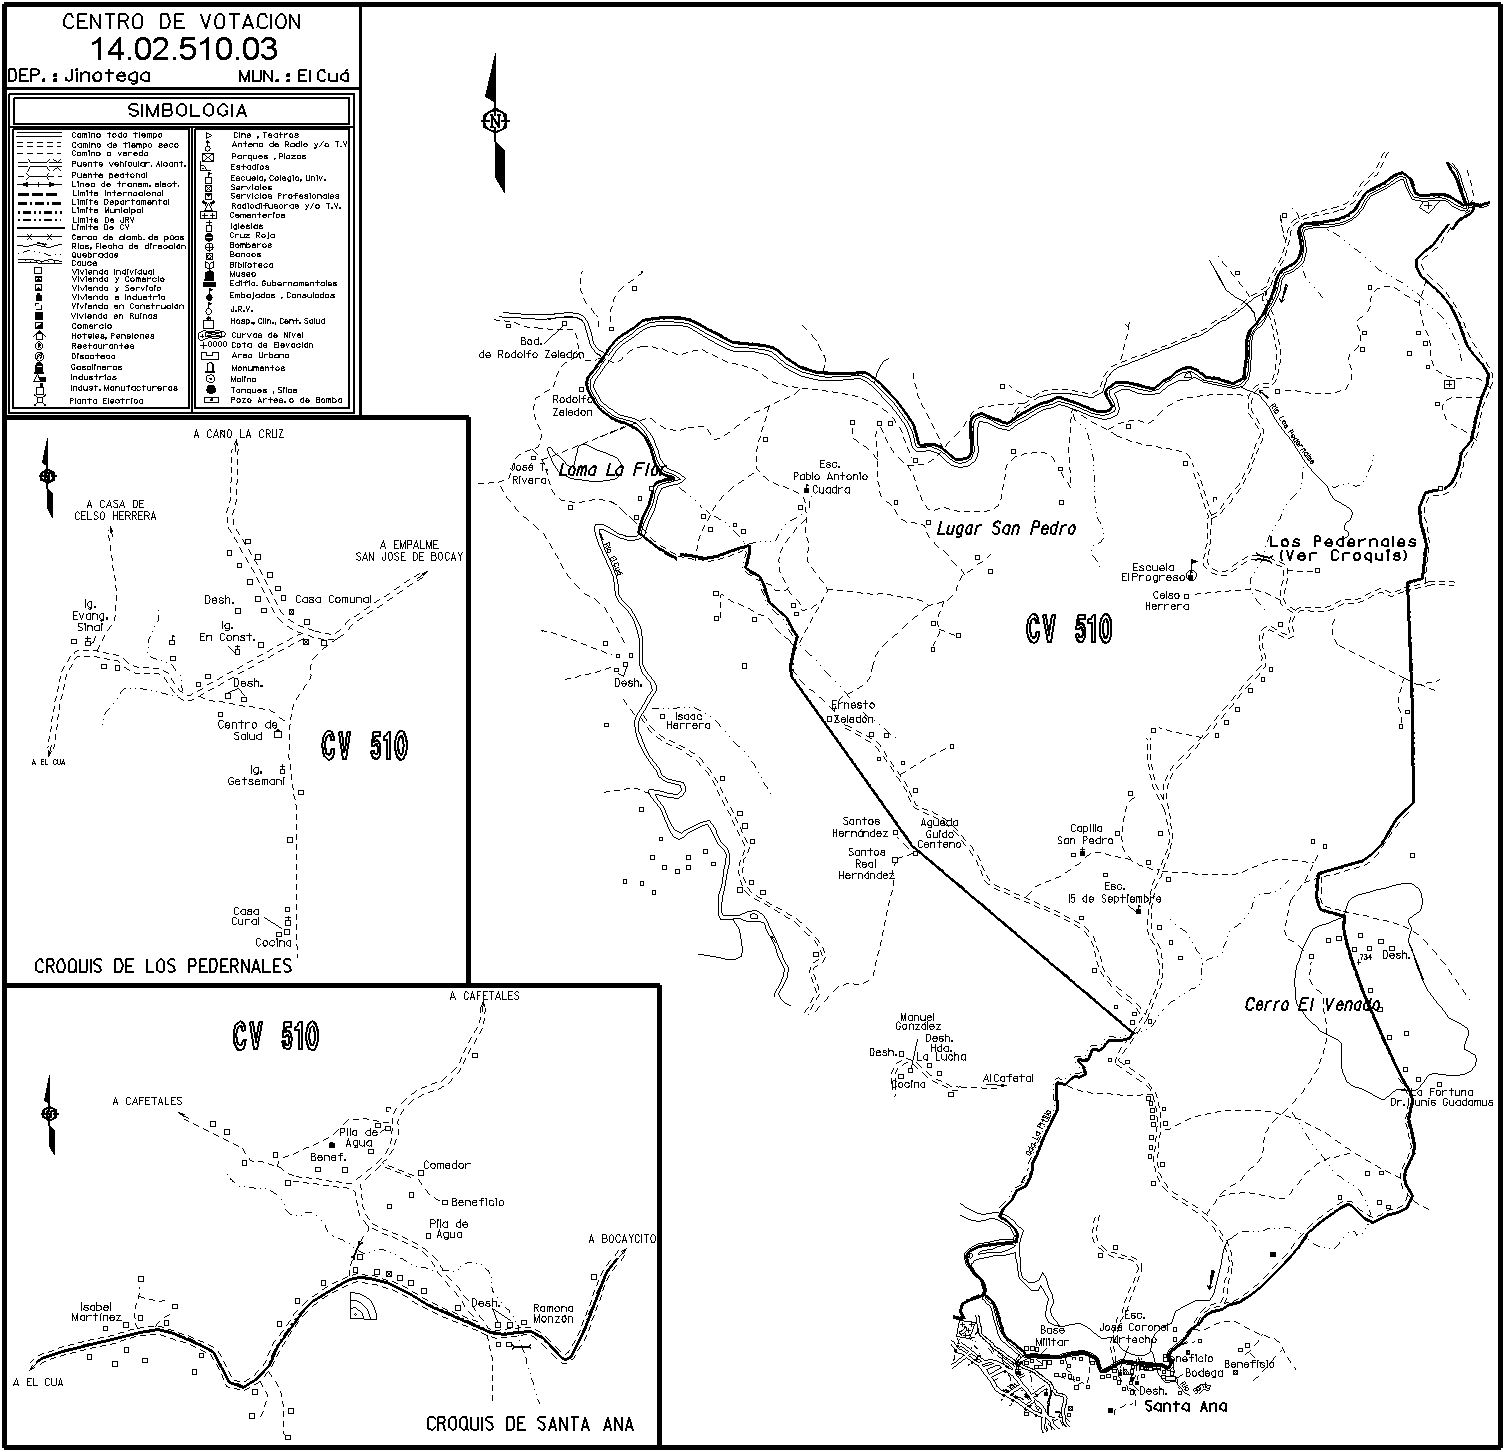 CENTRO DE VOTACION
14.02.510.03
DEP. : Jinotega MUN. : El Cuá
SIMBOLOGIA
Camino todo tiempo
Camino de tiempo seco
Camino o vereda
Puente vehicular. Alcant.
Puente peatonal
Linea de transm. elect.
Limite Internacional
Limite Departamental
Limite Municipal
Limite De JRV
Limite De CV
Cerca de alamb. de púas
Rios, Flecha de dirección
Quebradas
Cauce
Vivienda Individual
Vivienda y Comercio
Vivienda y Servicio
Vivienda e Industria
Vivienda en Construción
Vivienda en Ruinas
Comercio
Hoteles, Pensiones
Restaurantes
Discoteca
Gasolineras
Industrias
Indust. Manufactureras
Planta Electrica
Cine , Teatros
Antena de Radio y/o T.V
Parques , Plazas
Estadios
Escuela, Colegio, Univ.
Serviales
Servicios Profesionales
Radiodifusoras y/o T.V.
Cementerios
Iglesias
Cruz Roja
Bomberos
Bancos
Biblioteca
Museo
Edific. Gubernamentales
Embajadas , Consulados
J.R.V.
Hosp., Clin., Cent. Salud
Curvas de Nivel
+0000 Cota de Elevación
Area Urbana
Monumentos
Molino
Tanques , Silos
Pozo Artes. o de Bomba
N
A CAÑO LA CRUZ
A CASA DE
CELSO HERRERA
A EMPALME
SAN JOSE DE BOCAY
Ig.
Evang.
Sinai
Desh.
Casa Comunal
Ig.
En Const.
Desh.
Centro de
Salud
CV 510
Ig.
Getsemaní
A EL CUA
Casa
Cural
Cocina
CROQUIS DE LOS PEDERNALES
CV 510
A CAFETALES
A CAFETALES
Pila de
Agua
Benef.
Comedor
Beneficio
Pila de
Agua
A BOCAYCITO
Isabel
Martínez
Desh.
Ramona
Monzón
A EL CUA
CROQUIS DE SANTA ANA
Bod.
de Rodolfo Zeledón
Rodolfo
Zeledón
José T.
Rivera
Loma La Flor
Esc.
Pablo Antonio
Cuadra
Lugar San Pedro
Rio Los Pedernales
Los Pedernales
(Ver Croquis)
Escuela
El Progreso
Celso
Herrera
CV 510
Desh.
Isaac
Herrera
Ernesto
Zeledón
Santos
Hernández
Agueda
Guido
Centeno
Santos
Real
Hernández
Capilla
San Pedro
Esc.
15 de Septiembre
734
Desh.
Cerro El Venado
Manuel
González
Desh.
Hda.
La Lucha
Desh.
Cocina
Al Cafetal
La Fortuna
Dr. Junis Guadamus
Esc.
José Coronel
Urtecho
Base
Militar
Beneficio
Bodega
Beneficio
Desh.
Santa Ana